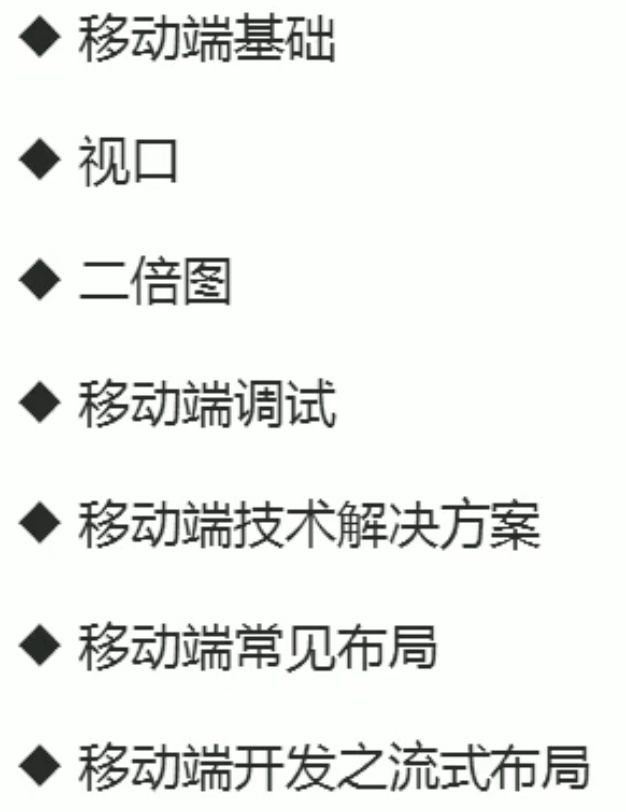 ◆ 移动端基础
◆ 视口
◆ 二倍图
◆ 移动端调试
◆ 移动端技术解决方案
◆ 移动端常见布局
◆ 移动端开发之流式布局